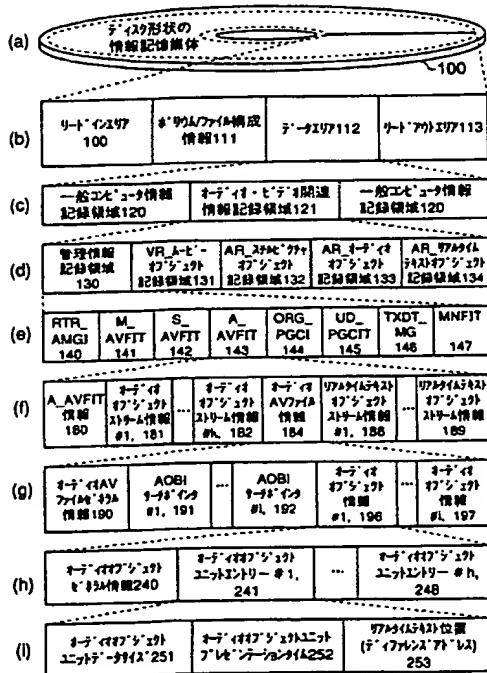 (a)
ディスク形状の
情報記憶媒体
100
(b)
リードインエリア
100
ボリウム/ファイル構成
情報111
データエリア112
リードアウトエリア113
(c)
一般コンピュータ情報
記録領域120
オーディオ・ビデオ関連
情報記録領域121
一般コンピュータ情報
記録領域120
(d)
管理情報
記録領域
130
VR_ムービー
オブジェクト
記録領域131
AR_スチルピクチャ
オブジェクト
記録領域132
AR_オーディオ
オブジェクト
記録領域133
AR_リアルタイム
テキストオブジェクト
記録領域134
(e)
RTR_
AMGI
140
M_
AVFIT
141
S_
AVFIT
142
A_
AVFIT
143
ORG_
PGCI
144
UD_
PGCIT
145
TXDT_
MG
146
MNFIT
147
(f)
A_AVFIT
情報
180
オーディオ
オブジェクト
ストリーム情報
#1, 181
…
オーディオ
オブジェクト
ストリーム情報
#h, 182
オーディオ
AVファイル
情報
184
リアルタイムテキスト
オブジェクト
ストリーム情報
#1, 188
…
リアルタイムテキスト
オブジェクト
ストリーム情報
189
(g)
オーディオAV
ファイルゼネラル
情報190
AOBI
サーチポインタ
#1, 191
…
AOBI
サーチポインタ
#i, 192
オーディオ
オブジェクト
情報
#1, 196
…
オーディオ
オブジェクト
情報
#i, 197
(h)
オーディオオブジェクト
ゼネラル情報240
オーディオオブジェクト
ユニットエントリー#1,
241
…
オーディオオブジェクト
ユニットエントリー#h,
248
(i)
オーディオオブジェクト
ユニットデータサイズ251
オーディオオブジェクトユニット
プレゼンテーションタイム252
リアルタイムテキスト位置
(ディファレンスアドレス)
253